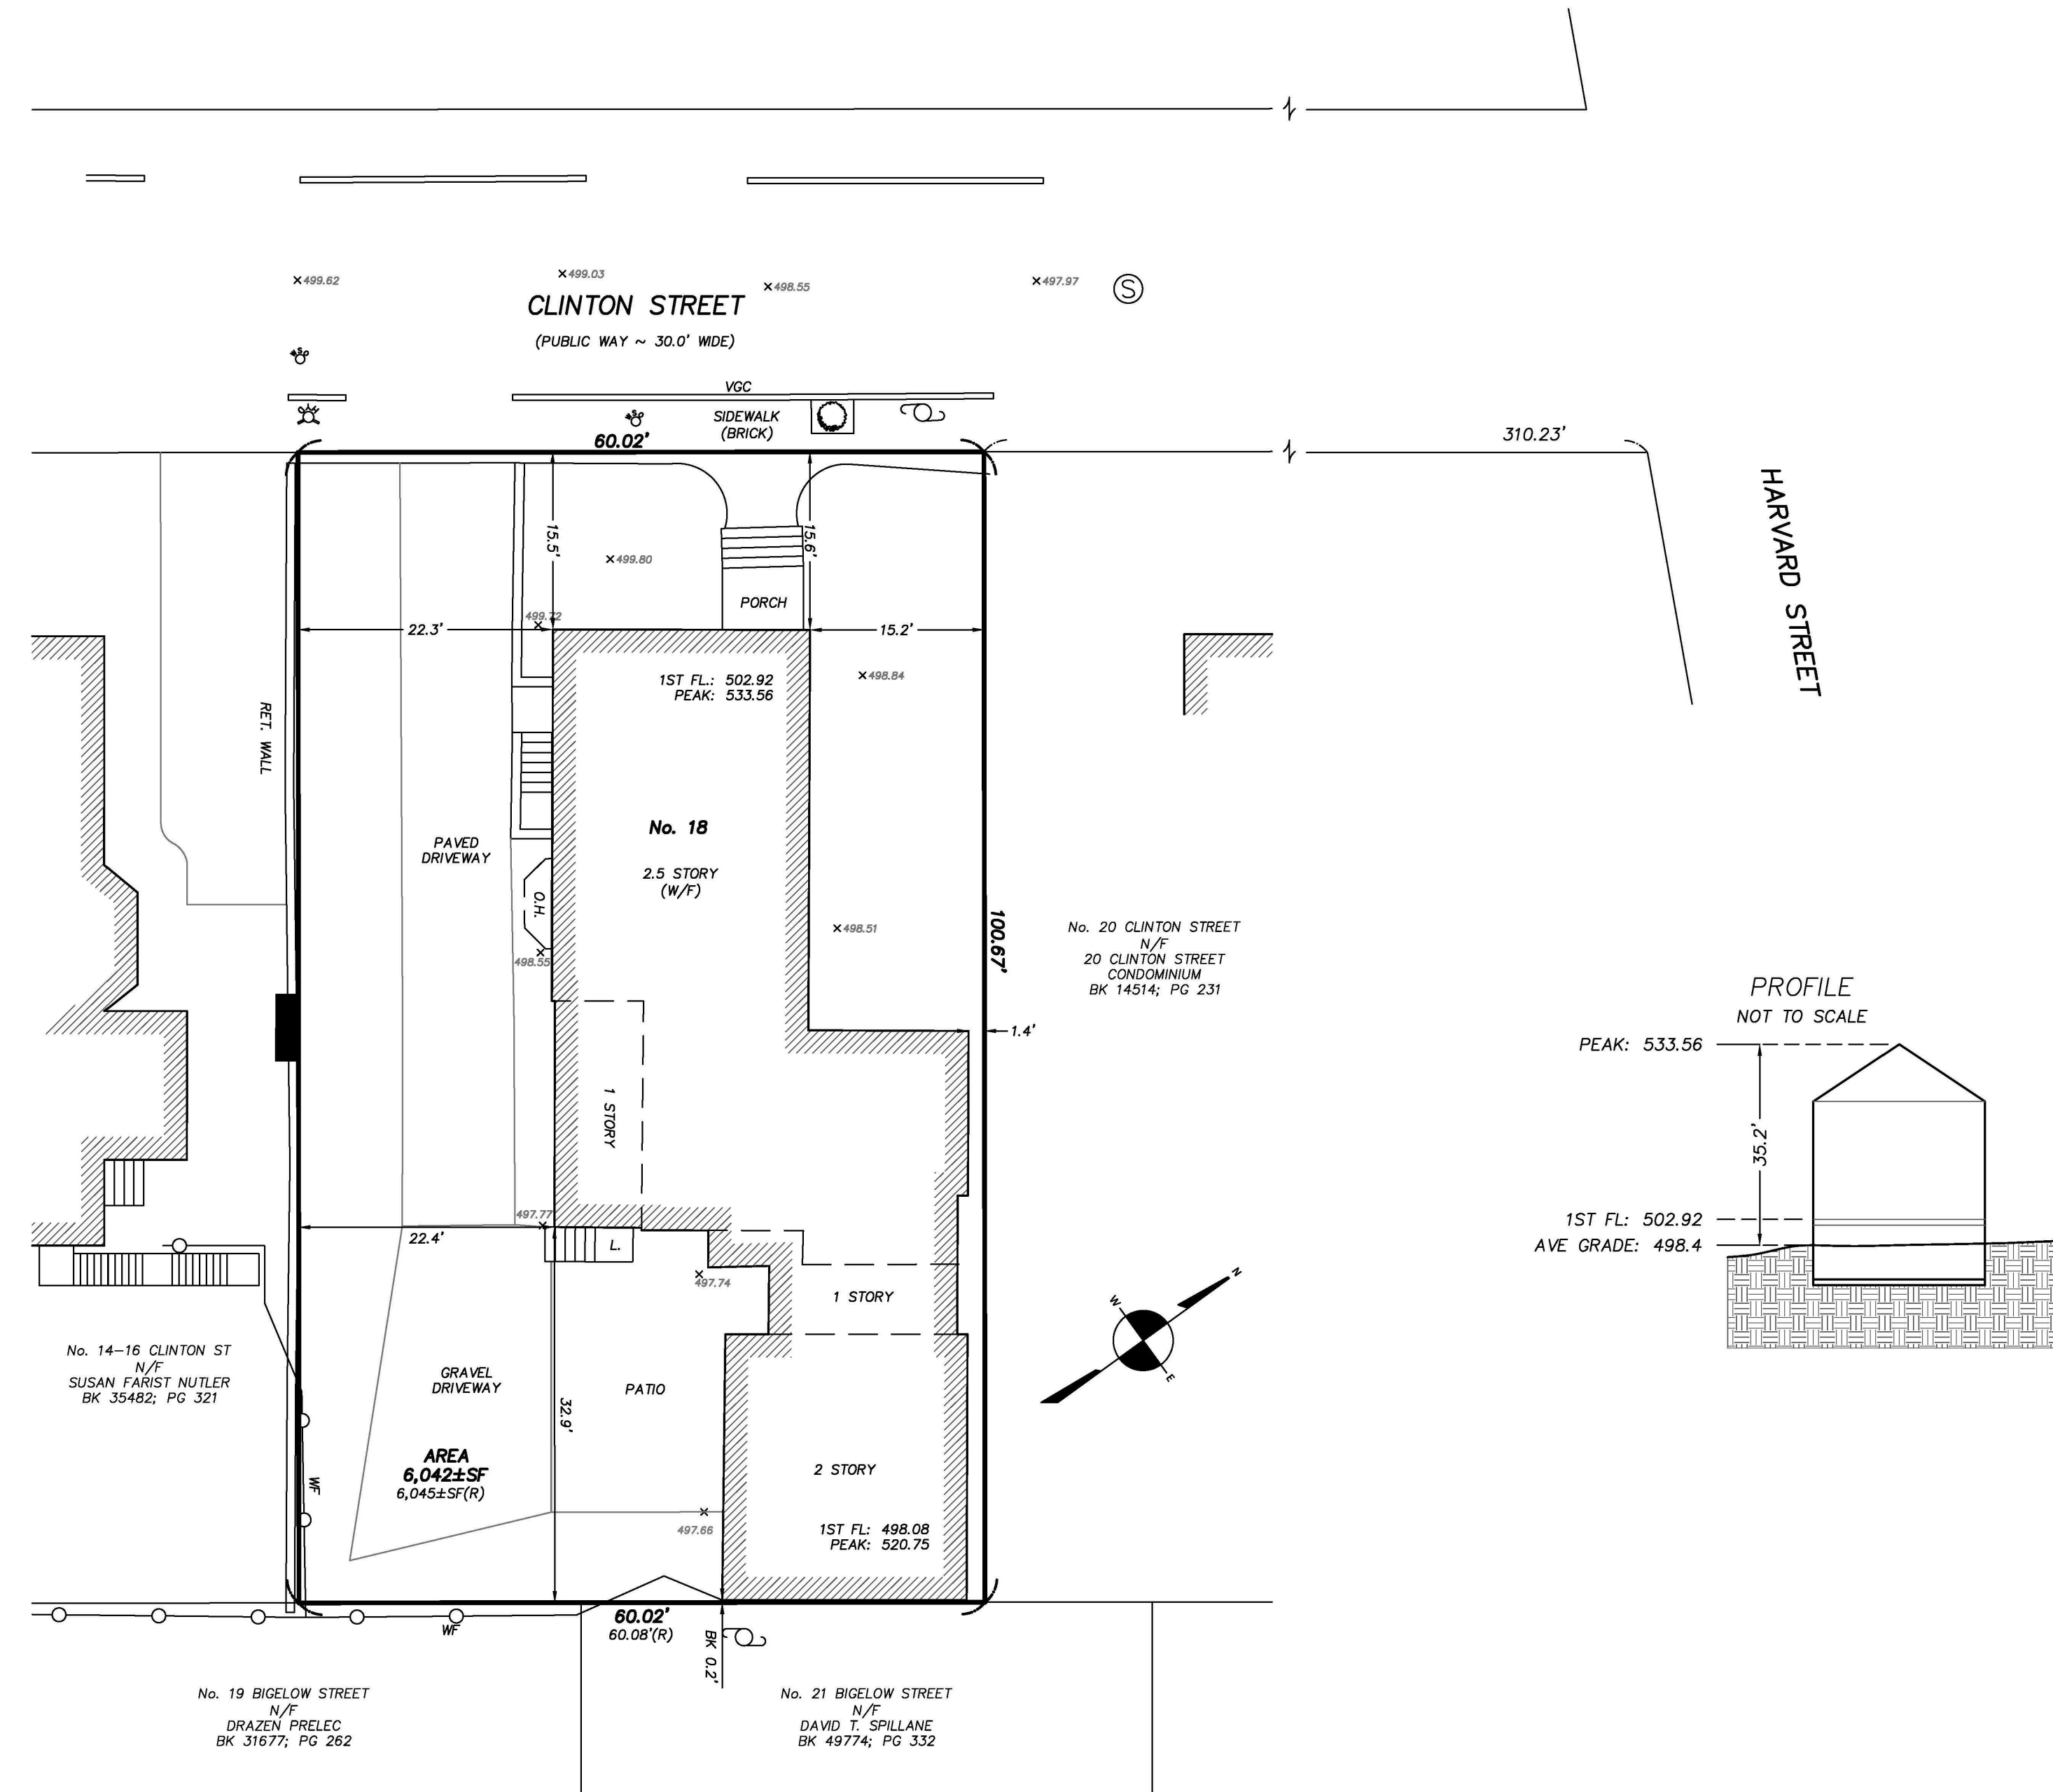 499.62
499.03
498.55
497.97
S
CLINTON STREET
(PUBLIC WAY ~ 30.0' WIDE)
VGC
SIDEWALK
(BRICK)
60.02'
310.23'
HARVARD STREET
15.5'
15.6'
499.80
PORCH
499.72
22.3'
15.2'
498.84
1ST FL.: 502.92
PEAK: 533.56
RET. WALL
No. 18
PAVED
DRIVEWAY
2.5 STORY
(W/F)
O.H.
498.55
498.51
100.67'
No. 20 CLINTON STREET
N/F
20 CLINTON STREET
CONDOMINIUM
BK 14514; PG 231
1.4'
1 STORY
497.77
22.4'
L.
497.74
1 STORY
N
W
E
No. 14-16 CLINTON ST
N/F
SUSAN FARIST NUTLER
BK 35482; PG 321
GRAVEL
DRIVEWAY
PATIO
32.9'
AREA
6,042±SF
6,045±SF(R)
WF
2 STORY
497.66
1ST FL: 498.08
PEAK: 520.75
60.02'
60.08'(R)
WF
BK 0.2'
No. 19 BIGELOW STREET
N/F
DRAZEN PRELEC
BK 31677; PG 262
No. 21 BIGELOW STREET
N/F
DAVID T. SPILLANE
BK 49774; PG 332
PROFILE
NOT TO SCALE
PEAK: 533.56
35.2'
1ST FL: 502.92
AVE GRADE: 498.4